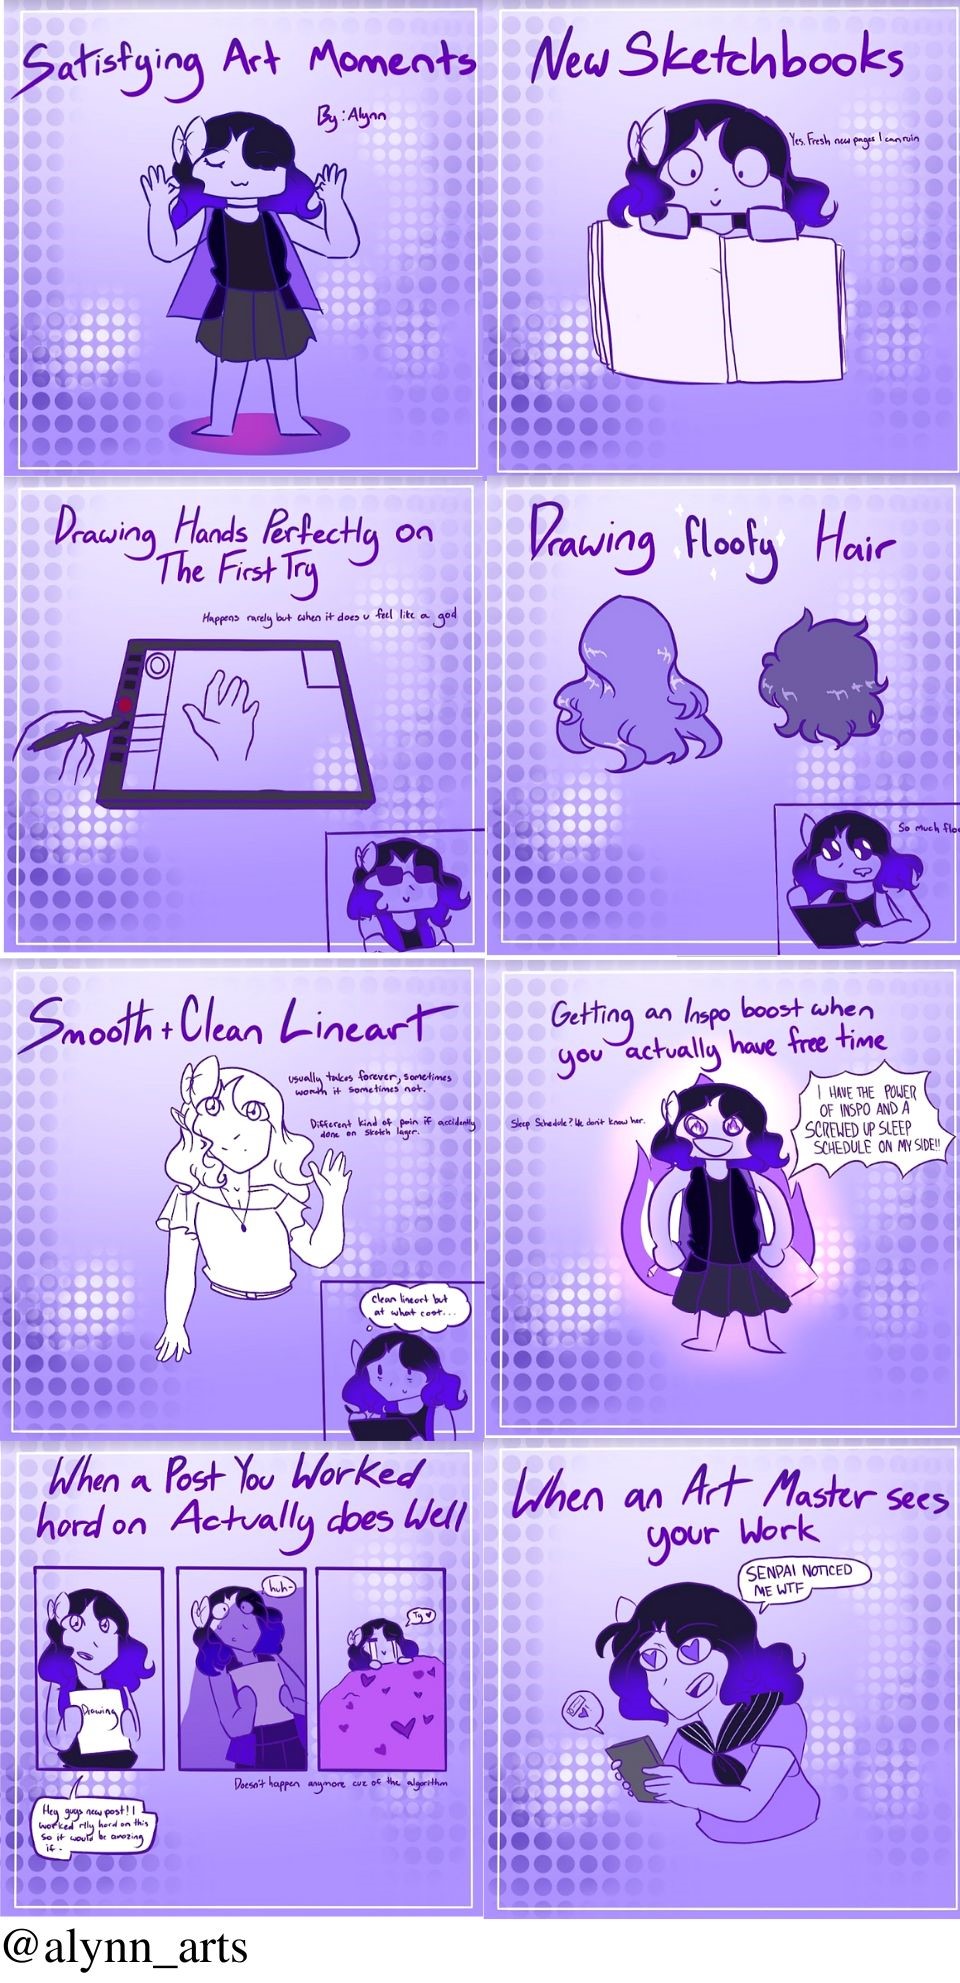 Satisfying Art Moments
By: Alynn
New Sketchbooks
Yes. Fresh new pages I can ruin
Drawing Hands Perfectly on
The First Try
Happens rarely but when it does u feel like a god
Drawing floofy Hair
So much floo
Smooth + Clean Lineart
usually takes forever, sometimes
worth it sometimes not.
Different kind of pain if accidently
done on sketch layer.
Clean lineart but
at what cost...
Getting an Inspo boost when
you actually have free time
Sleep Schedule? We don't know her.
I HAVE THE POWER
OF INSPO AND A
SCREWED UP SLEEP
SCHEDULE ON MY SIDE!!
When a Post You Worked
hard on Actually does Well
Drawing
huh-
Ty
Doesn't happen anymore cuz of the algorithm
Hey guys new post! I
worked rlly hard on this
so it would be amazing
if-
When an Art Master sees
your Work
SENPAI NOTICED
ME WTF
@alynn_arts